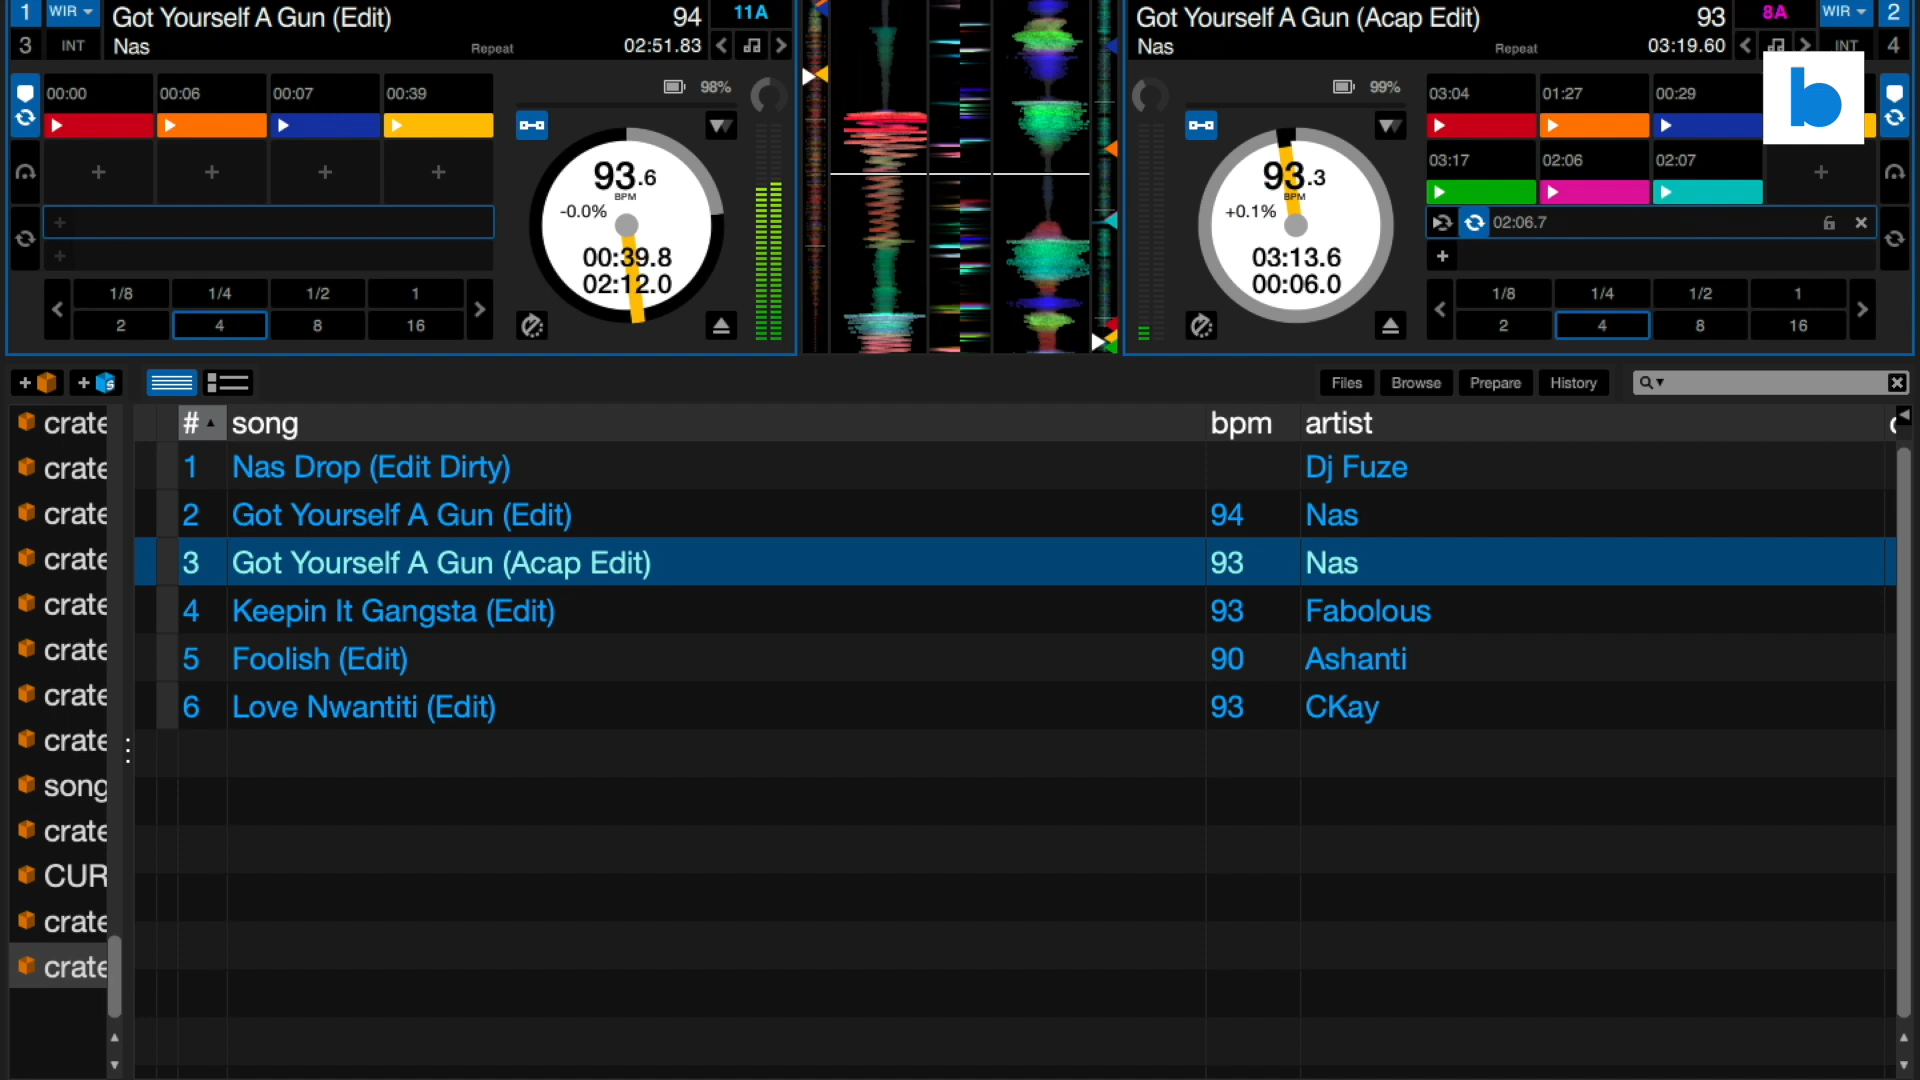 1 WIR Got Yourself A Gun (Edit) 94 11A
3 INT Nas Repeat 02:51.83
00:00 00:06 00:07 00:39
98%
93.6
BPM
-0.0%
00:39.8
02:12.0
1/8 1/4 1/2 1
2 4 8 16
Got Yourself A Gun (Acap Edit) 93 8A WIR 2
Nas Repeat 03:19.60 INT 4
b
99%
93.3
BPM
+0.1%
03:13.6
00:06.0
03:04 01:27 00:29
03:17 02:06 02:07
02:06.7
1/8 1/4 1/2 1
2 4 8 16
Files Browse Prepare History
# song bpm artist
1 Nas Drop (Edit Dirty) Dj Fuze
2 Got Yourself A Gun (Edit) 94 Nas
3 Got Yourself A Gun (Acap Edit) 93 Nas
4 Keepin It Gangsta (Edit) 93 Fabolous
5 Foolish (Edit) 90 Ashanti
6 Love Nwantiti (Edit) 93 CKay
crate
crate
crate
crate
crate
crate
crate
crate
song
crate
CUR
crate
crate